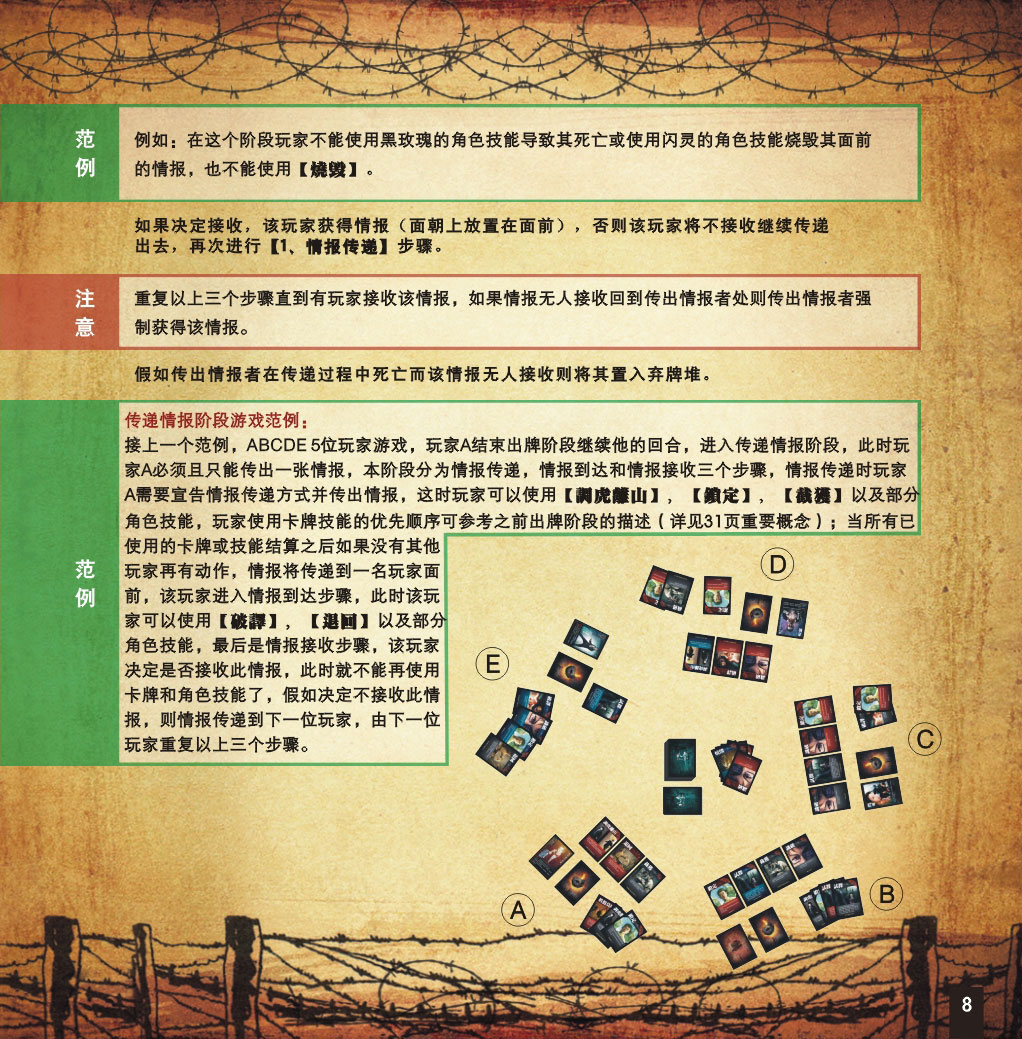 范
例
例如：在这个阶段玩家不能使用黑玫瑰的角色技能导致其死亡或使用闪灵的角色技能烧毁其面前
的情报，也不能使用【燒毀】。
如果决定接收，该玩家获得情报（面朝上放置在面前），否则该玩家将不接收继续传递
出去，再次进行【1、情报传递】步骤。
注
意
重复以上三个步骤直到有玩家接收该情报，如果情报无人接收回到传出情报者处则传出情报者强
制获得该情报。
假如传出情报者在传递过程中死亡而该情报无人接收则将其置入弃牌堆。
范
例
传递情报阶段游戏范例：
接上一个范例，ABCDE 5位玩家游戏，玩家A结束出牌阶段继续他的回合，进入传递情报阶段，此时玩
家A必须且只能传出一张情报，本阶段分为情报传递，情报到达和情报接收三个步骤，情报传递时玩家
A需要宣告情报传递方式并传出情报，这时玩家可以使用【調虎離山】，【鎖定】，【截獲】以及部分
角色技能，玩家使用卡牌技能的优先顺序可参考之前出牌阶段的描述（详见31页重要概念）；当所有已
使用的卡牌或技能结算之后如果没有其他
玩家再有动作，情报将传递到一名玩家面
前，该玩家进入情报到达步骤，此时该玩
家可以使用【破譯】，【退回】以及部分
角色技能，最后是情报接收步骤，该玩家
决定是否接收此情报，此时就不能再使用
卡牌和角色技能了，假如决定不接收此情
报，则情报传递到下一位玩家，由下一位
玩家重复以上三个步骤。
D
E
C
A
B
8